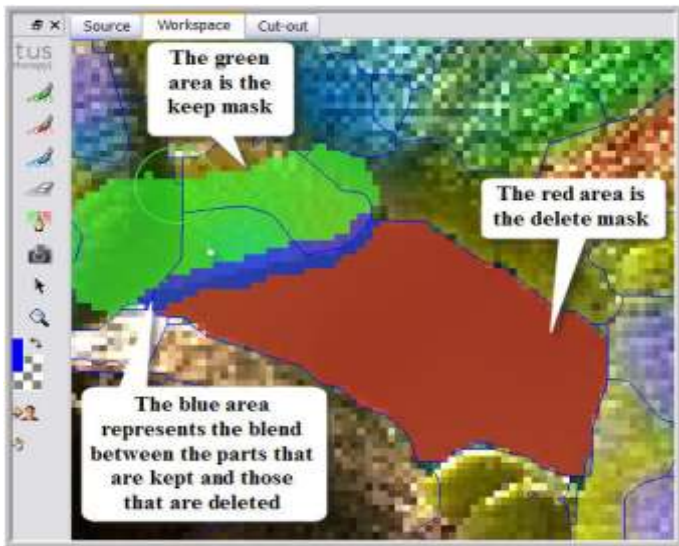 Source Workspace Cut-out
tus
The green
area is the
keep mask
The red area is
the delete mask
The blue area
represents the blend
between the parts that
are kept and those
that are deleted